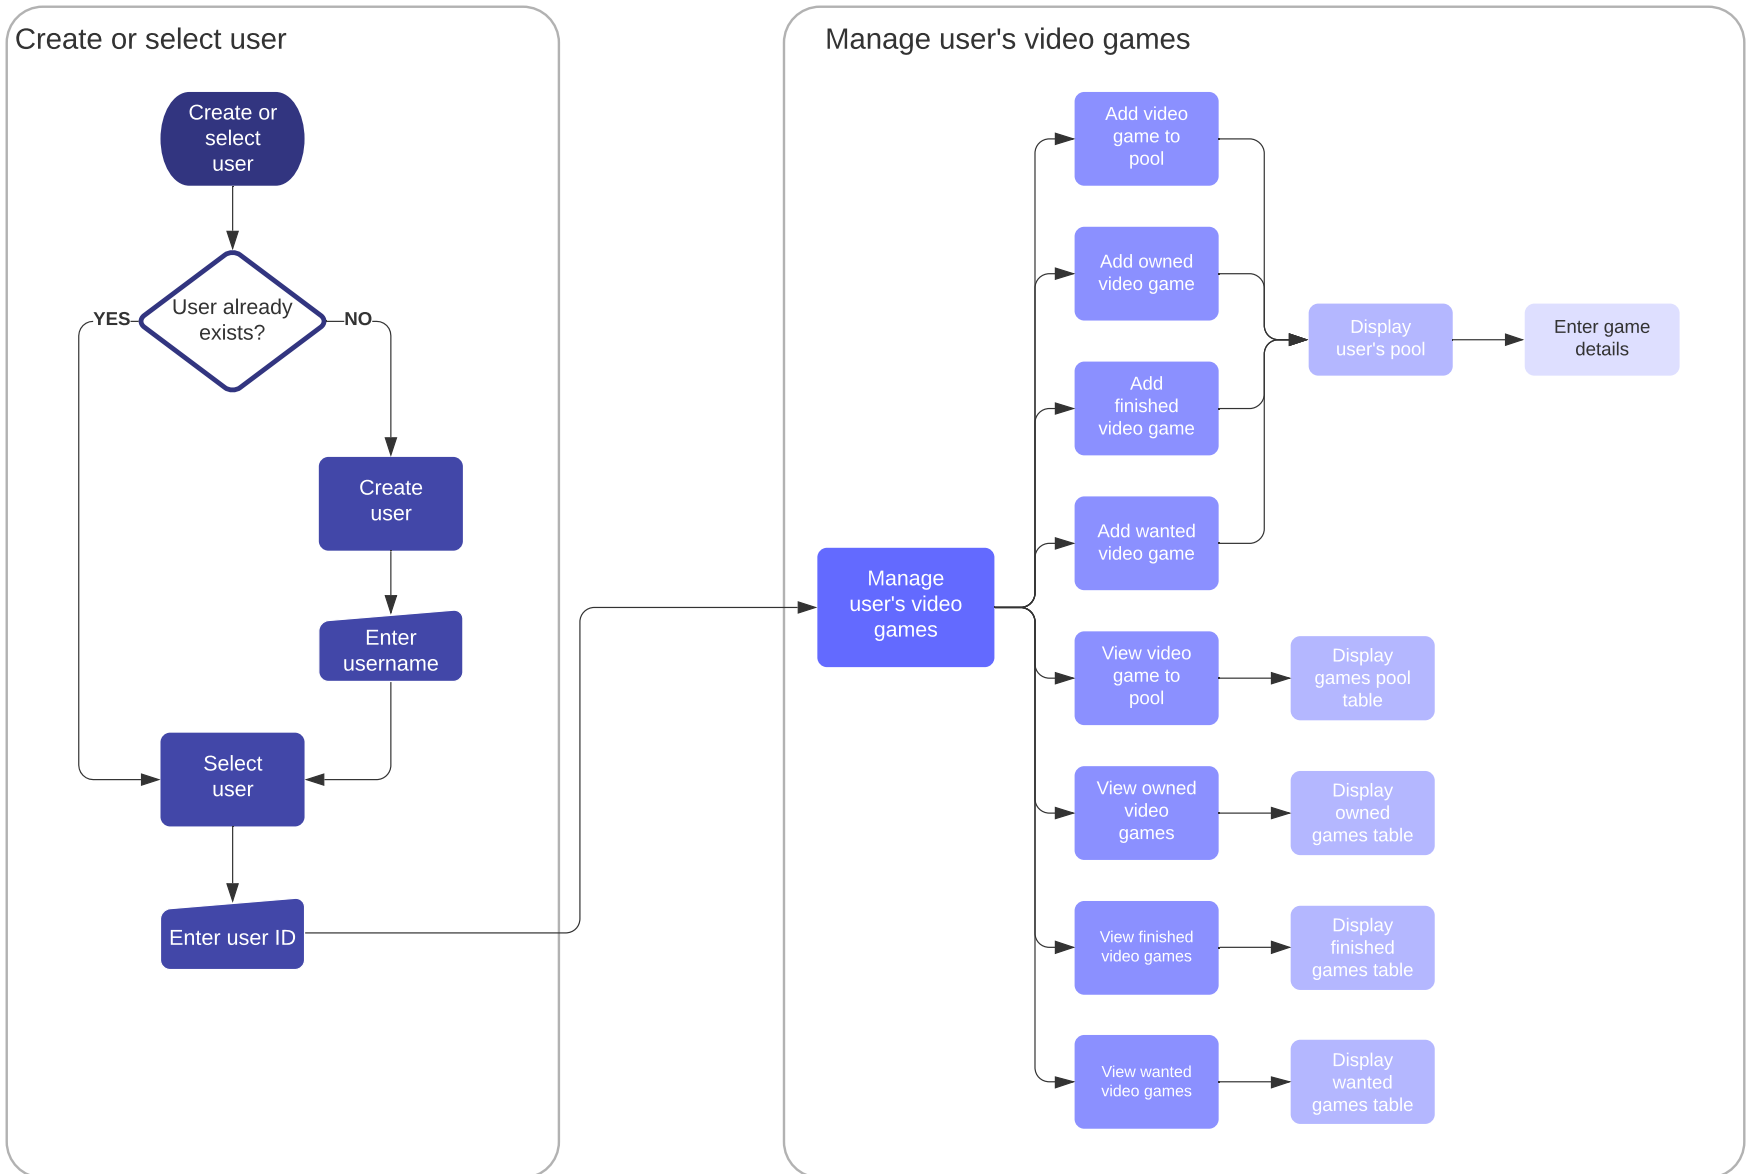 Create or select user
Create or
select
user
User already
exists?
YES
NO
Create
user
Enter
username
Select
user
Enter user ID
Manage user's video games
Manage
user's video
games
Add video
game to
pool
Add owned
video game
Add
finished
video game
Add wanted
video game
Display
user's pool
Enter game
details
View video
game to
pool
Display
games pool
table
View owned
video
games
Display
owned
games table
View finished
video games
Display
finished
games table
View wanted
video games
Display
wanted
games table